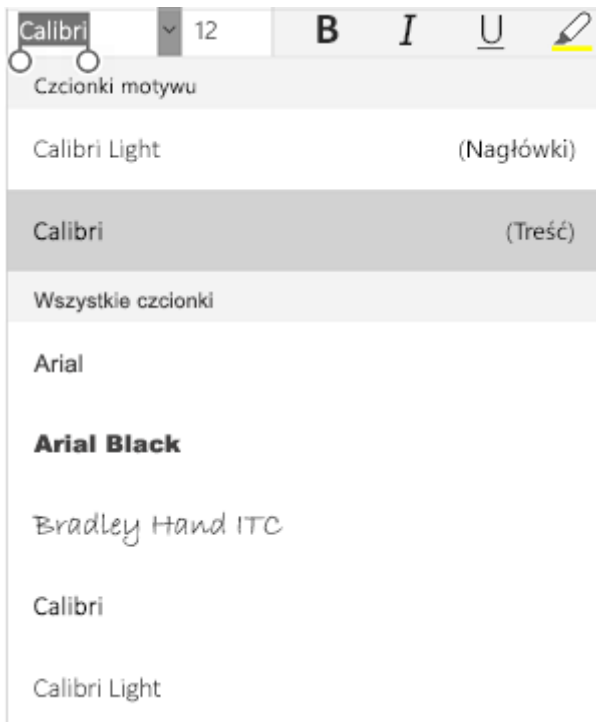 Calibri 12 B I U
Czcionki motywu
Calibri Light (Nagłówki)
Calibri (Treść)
Wszystkie czcionki
Arial
Arial Black
Bradley Hand ITC
Calibri
Calibri Light